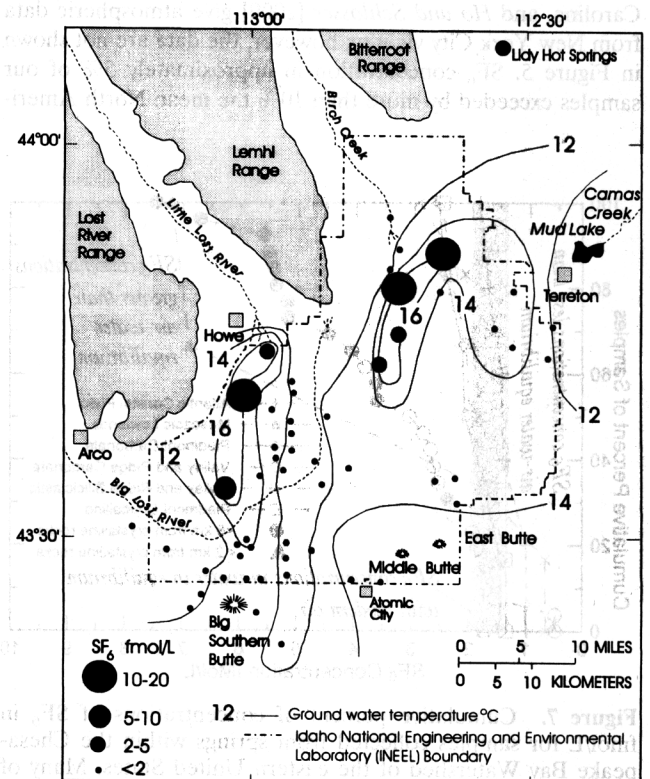 113°00'
112°30'
Bitterroot
Range
Lidy Hot Springs
Birch Creek
44°00'
12
Lemhi
Range
Camas
Creek
Mud Lake
Lost
River
Range
Little Lost
River
Terreton
16
14
Howe
14
16
12
12
Arco
Big Lost River
14
43°30'
East Butte
Middle Butte
Atomic
City
Big
Southern
Butte
SF6 fmol/L
10-20
5-10
2-5
<2
0 5 10 MILES
0 5 10 KILOMETERS
12 Ground water temperature °C
Idaho National Engineering and Environmental
Laboratory (INEEL) Boundary